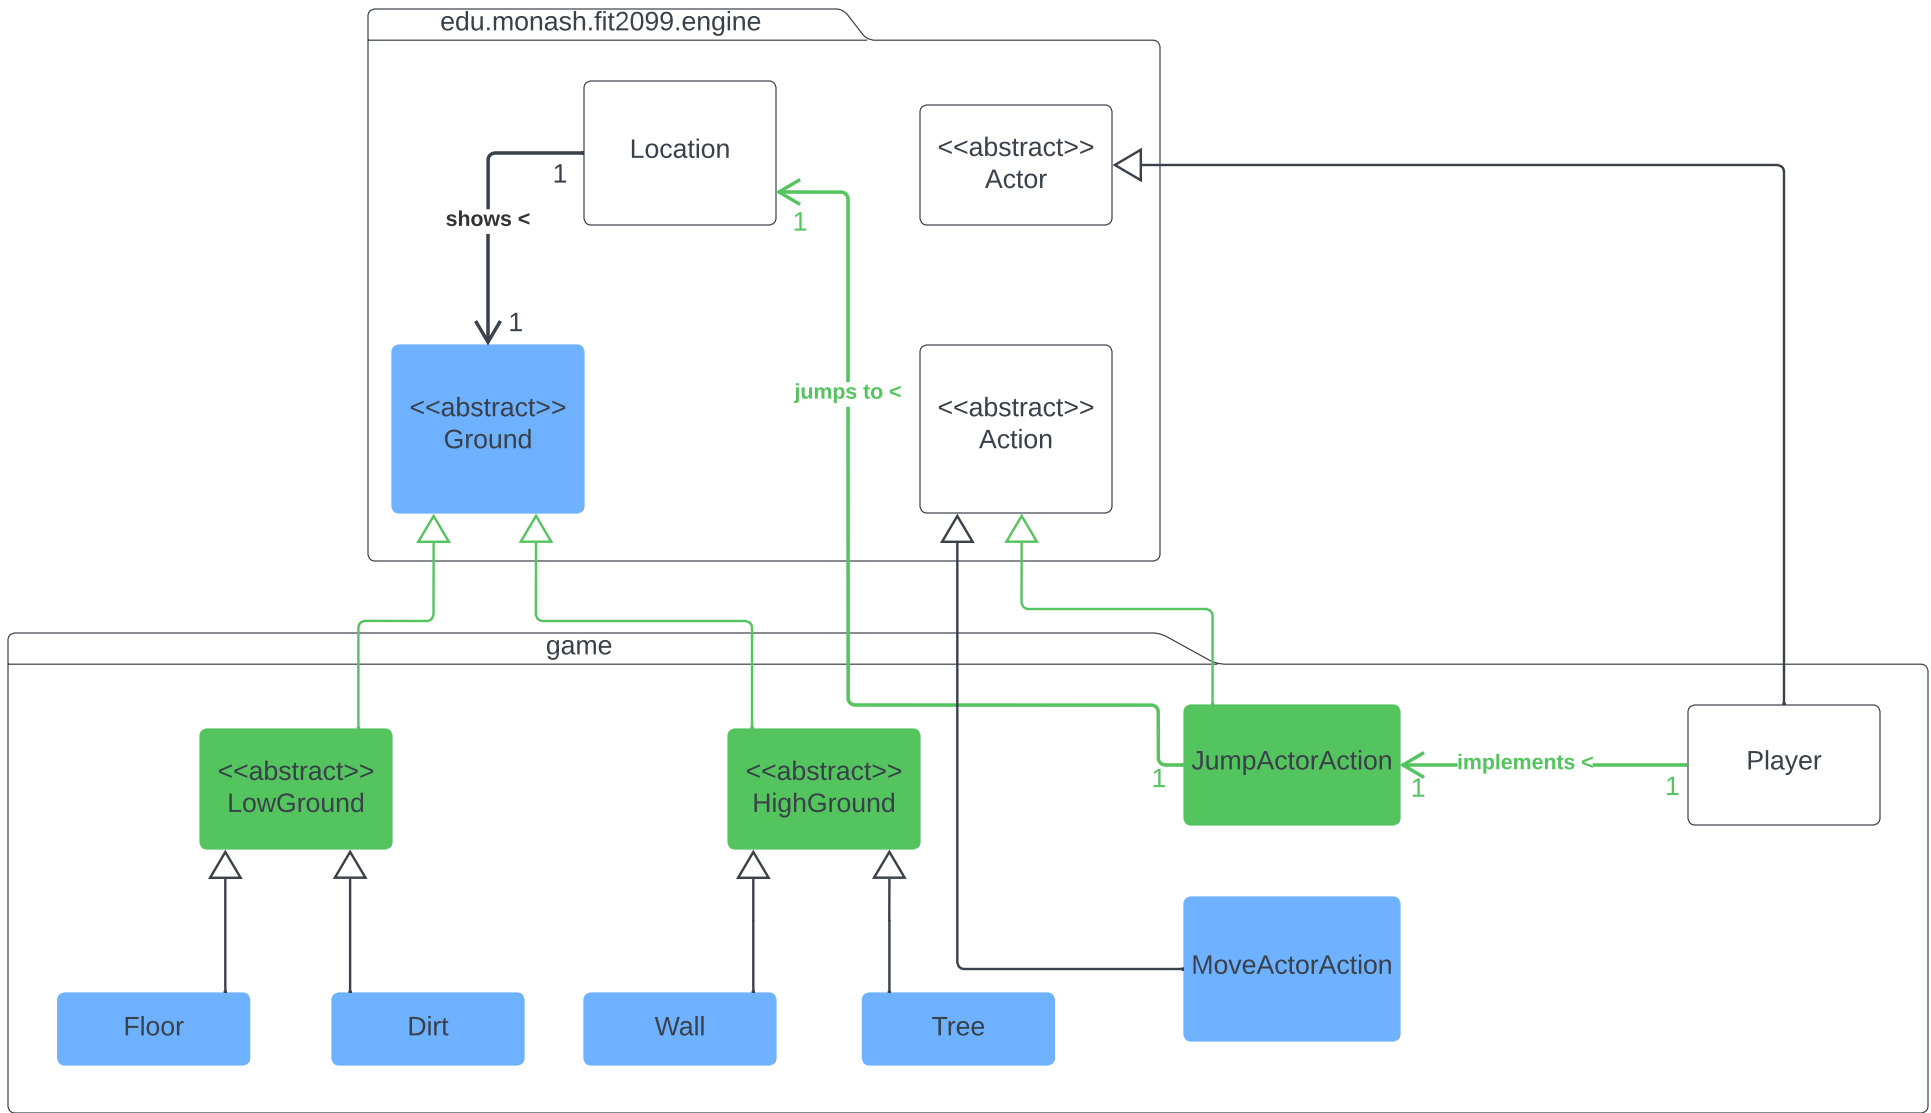 edu.monash.fit2099.engine
Location
<<abstract>>
Actor
1
shows <
1
1
jumps to <
<<abstract>>
Ground
<<abstract>>
Action
game
<<abstract>>
LowGround
<<abstract>>
HighGround
JumpActorAction
1
implements <
1
1
Player
MoveActorAction
Floor
Dirt
Wall
Tree